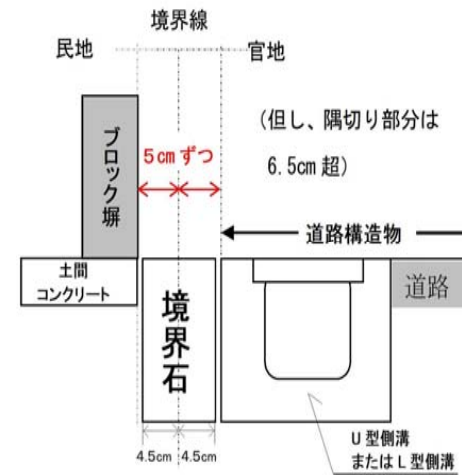 境界線
民地
官地
ブロック塀
5cmずつ
(但し、隅切り部分は
6.5cm 超)
道路構造物
土間
コンクリート
境界石
道路
4.5cm 4.5cm
U型側溝
またはL型側溝